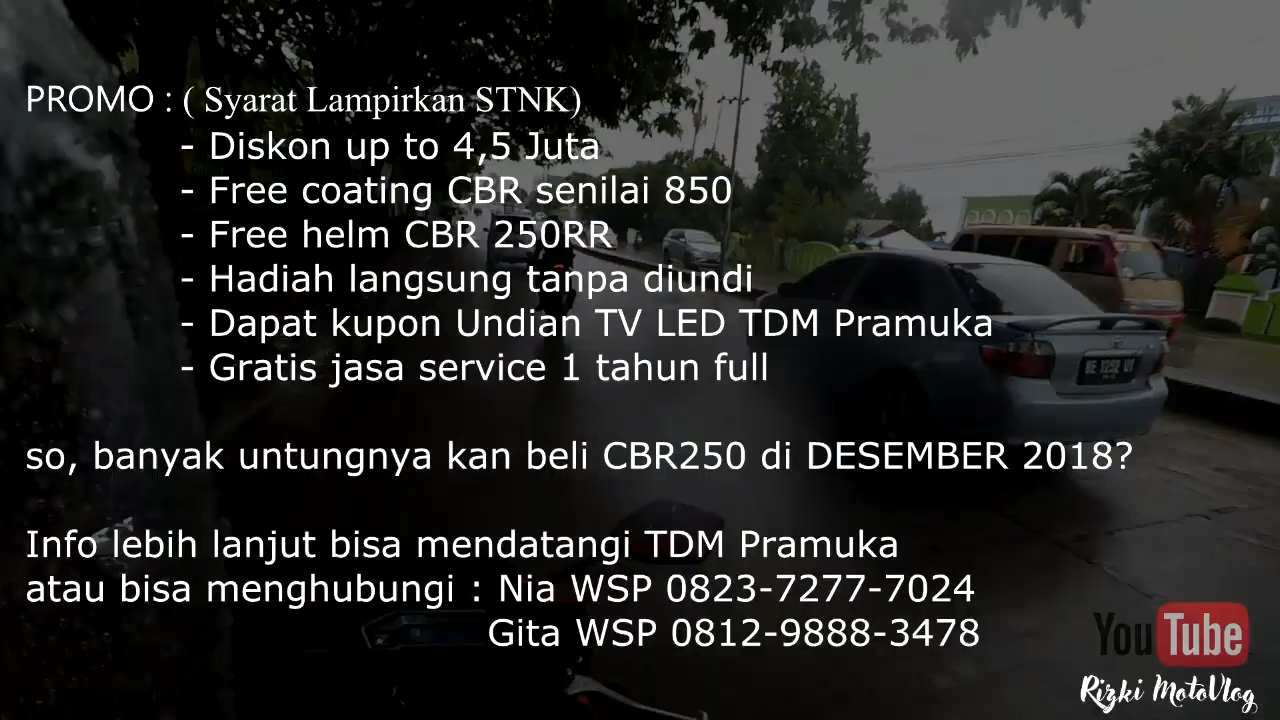 PROMO : ( Syarat Lampirkan STNK)
- Diskon up to 4,5 Juta
- Free coating CBR senilai 850
- Free helm CBR 250RR
- Hadiah langsung tanpa diundi
- Dapat kupon Undian TV LED TDM Pramuka
- Gratis jasa service 1 tahun full
BE 1252 UT
so, banyak untungnya kan beli CBR250 di DESEMBER 2018?
Info lebih lanjut bisa mendatangi TDM Pramuka
atau bisa menghubungi : Nia WSP 0823-7277-7024
Gita WSP 0812-9888-3478
YouTube
Rizki MotoVlog